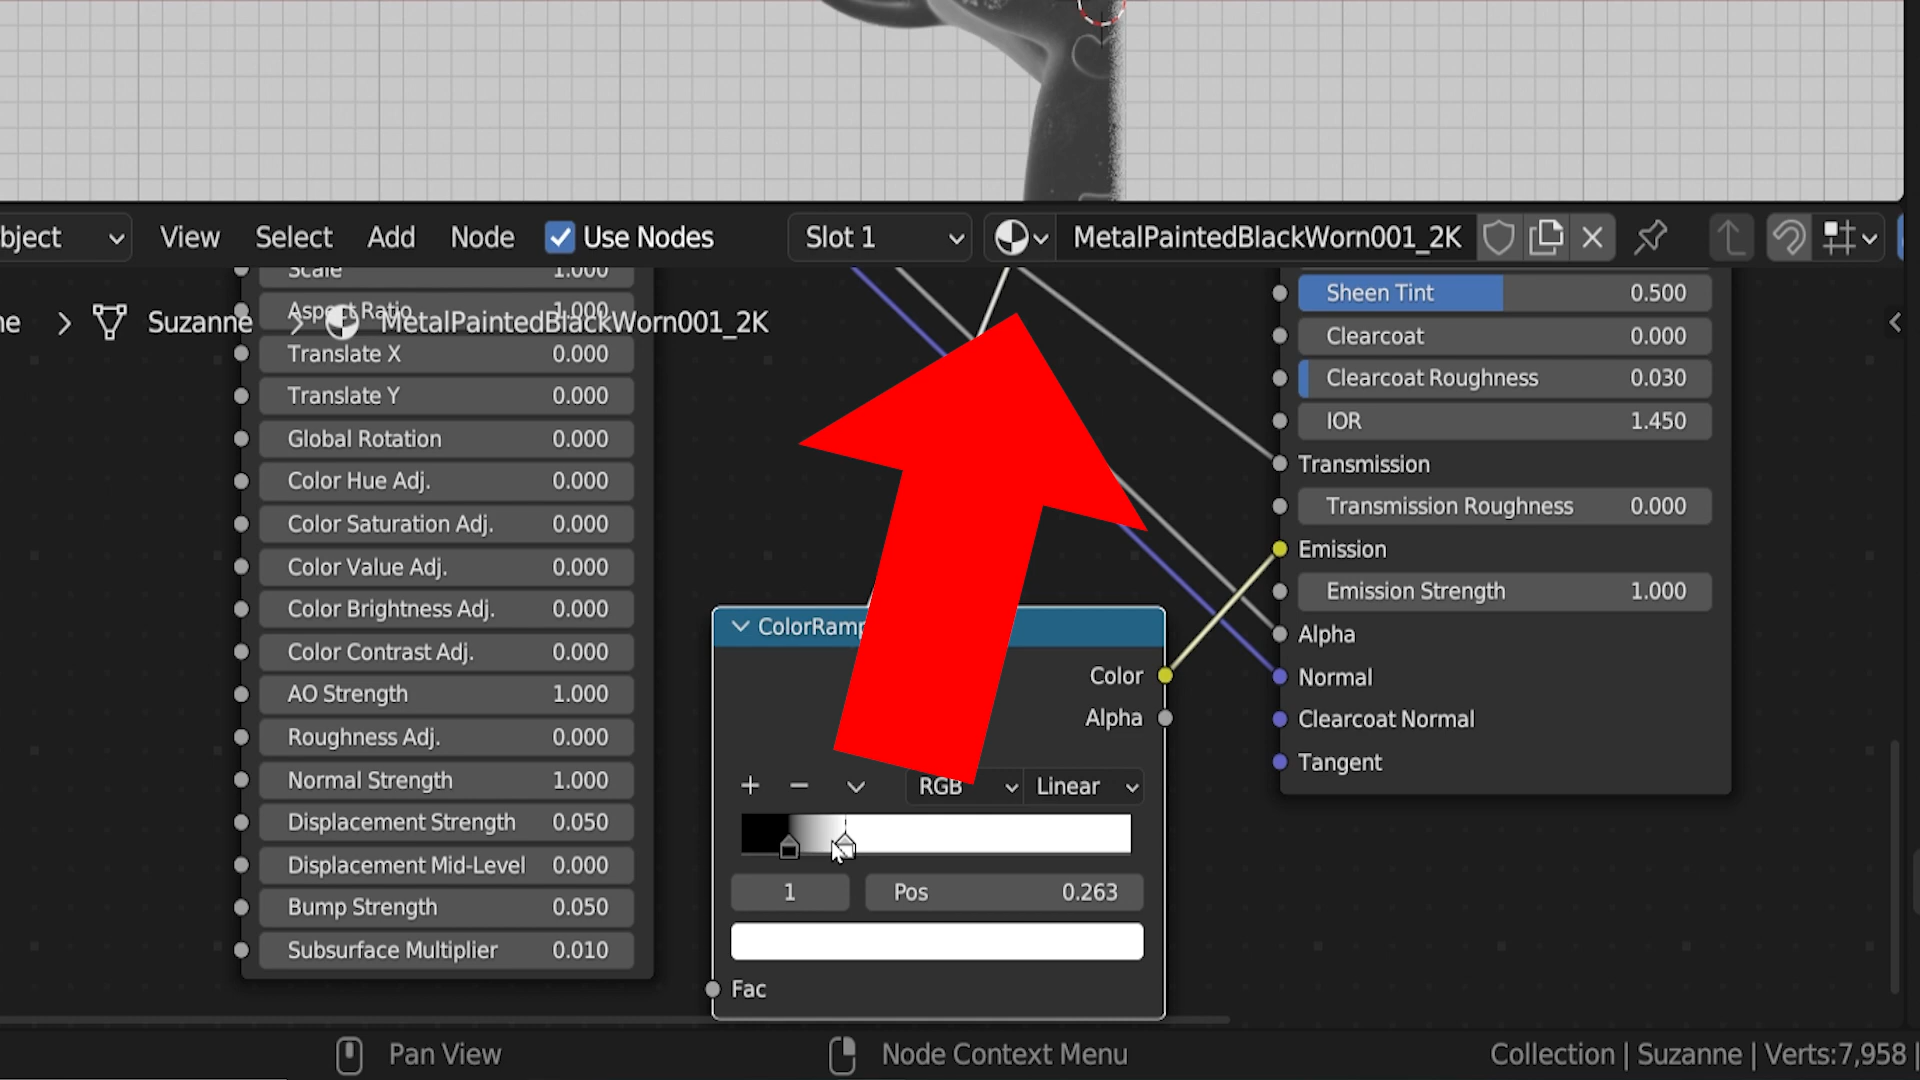 bject View Select Add Node Use Nodes Slot 1 MetalPaintedBlackWorn001_2K
ne > Suzanne > MetalPaintedBlackWorn001_2K
Scale 1.000
Aspect Ratio 1.000
Translate X 0.000
Translate Y 0.000
Global Rotation 0.000
Color Hue Adj. 0.000
Color Saturation Adj. 0.000
Color Value Adj. 0.000
Color Brightness Adj. 0.000
Color Contrast Adj. 0.000
AO Strength 1.000
Roughness Adj. 0.000
Normal Strength 1.000
Displacement Strength 0.050
Displacement Mid-Level 0.000
Bump Strength 0.050
Subsurface Multiplier 0.010
ColorRamp
Color
Alpha
RGB Linear
1 Pos 0.263
Fac
Sheen Tint 0.500
Clearcoat 0.000
Clearcoat Roughness 0.030
IOR 1.450
Transmission
Transmission Roughness 0.000
Emission
Emission Strength 1.000
Alpha
Normal
Clearcoat Normal
Tangent
Pan View Node Context Menu Collection | Suzanne | Verts:7,958 |